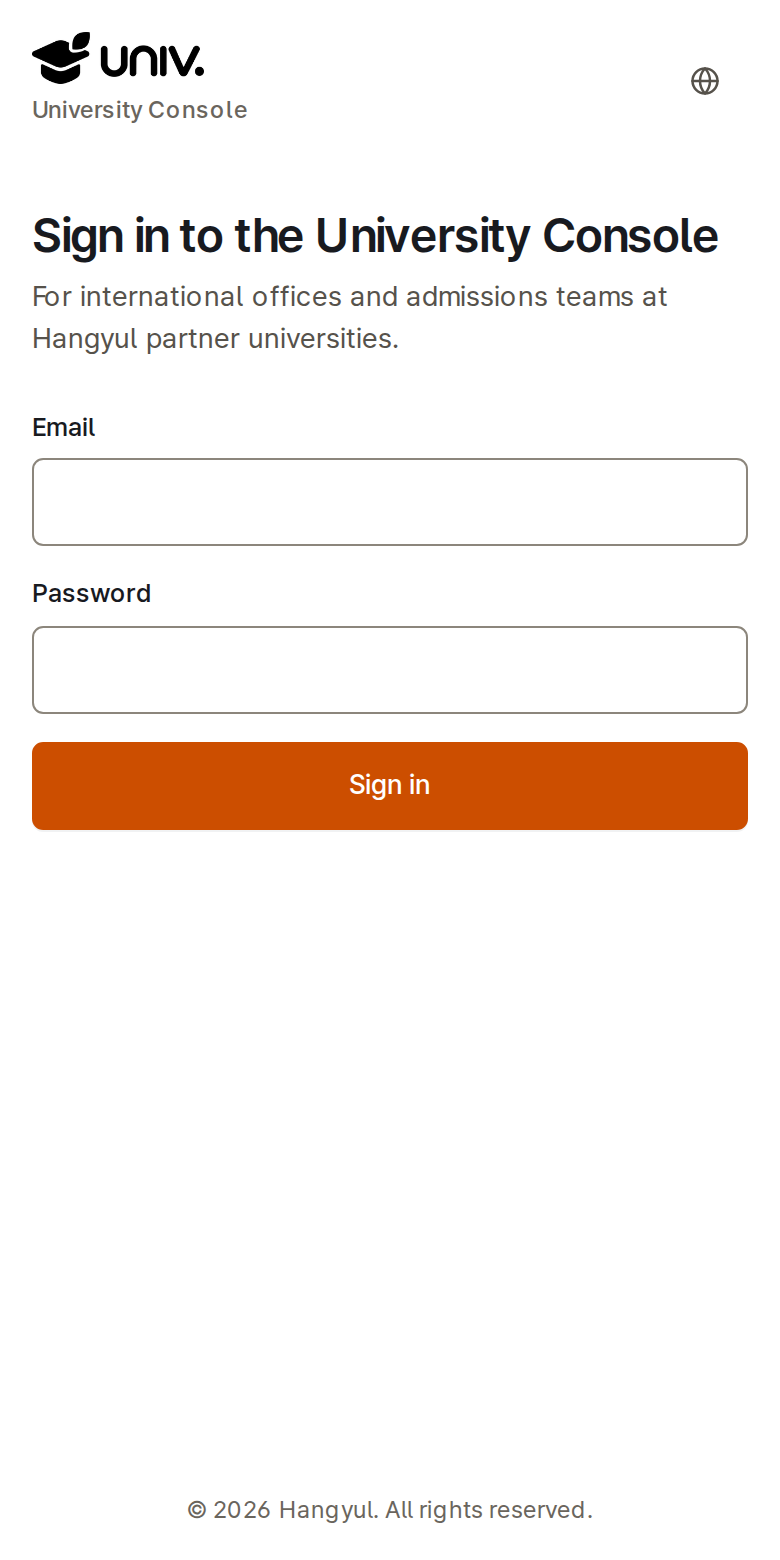 UNIV.
University Console
Sign in to the University Console
For international offices and admissions teams at
Hangyul partner universities.
Email
Password
Sign in
© 2026 Hangyul. All rights reserved.